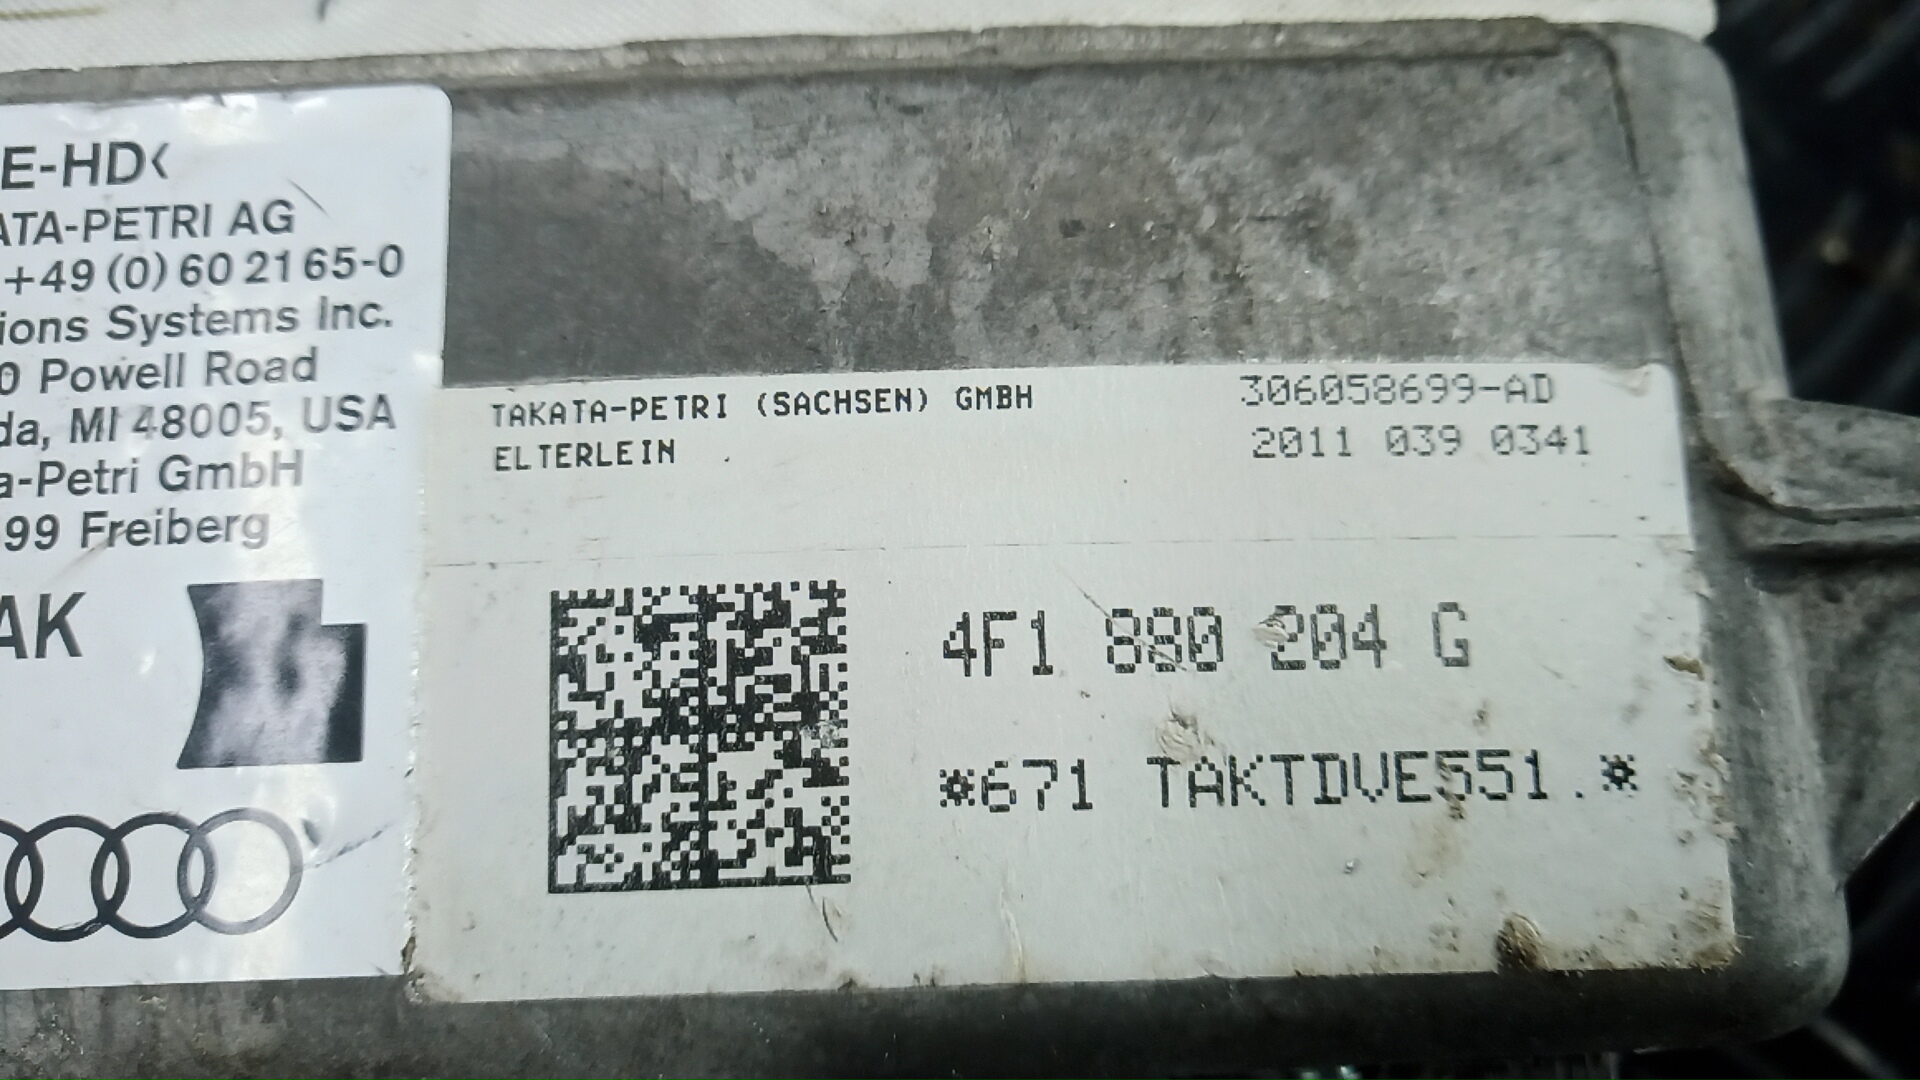 E-HD<
ATA-PETRI AG
+49 (0) 60 21 65-0
ions Systems Inc.
0 Powell Road
da, MI 48005, USA
a-Petri GmbH
99 Freiberg
AK
TAKATA-PETRI (SACHSEN) GMBH
ELTERLEIN
306058699-AD
2011 039 0341
4F1 880 204 G
*671 TAKTDVE551.*